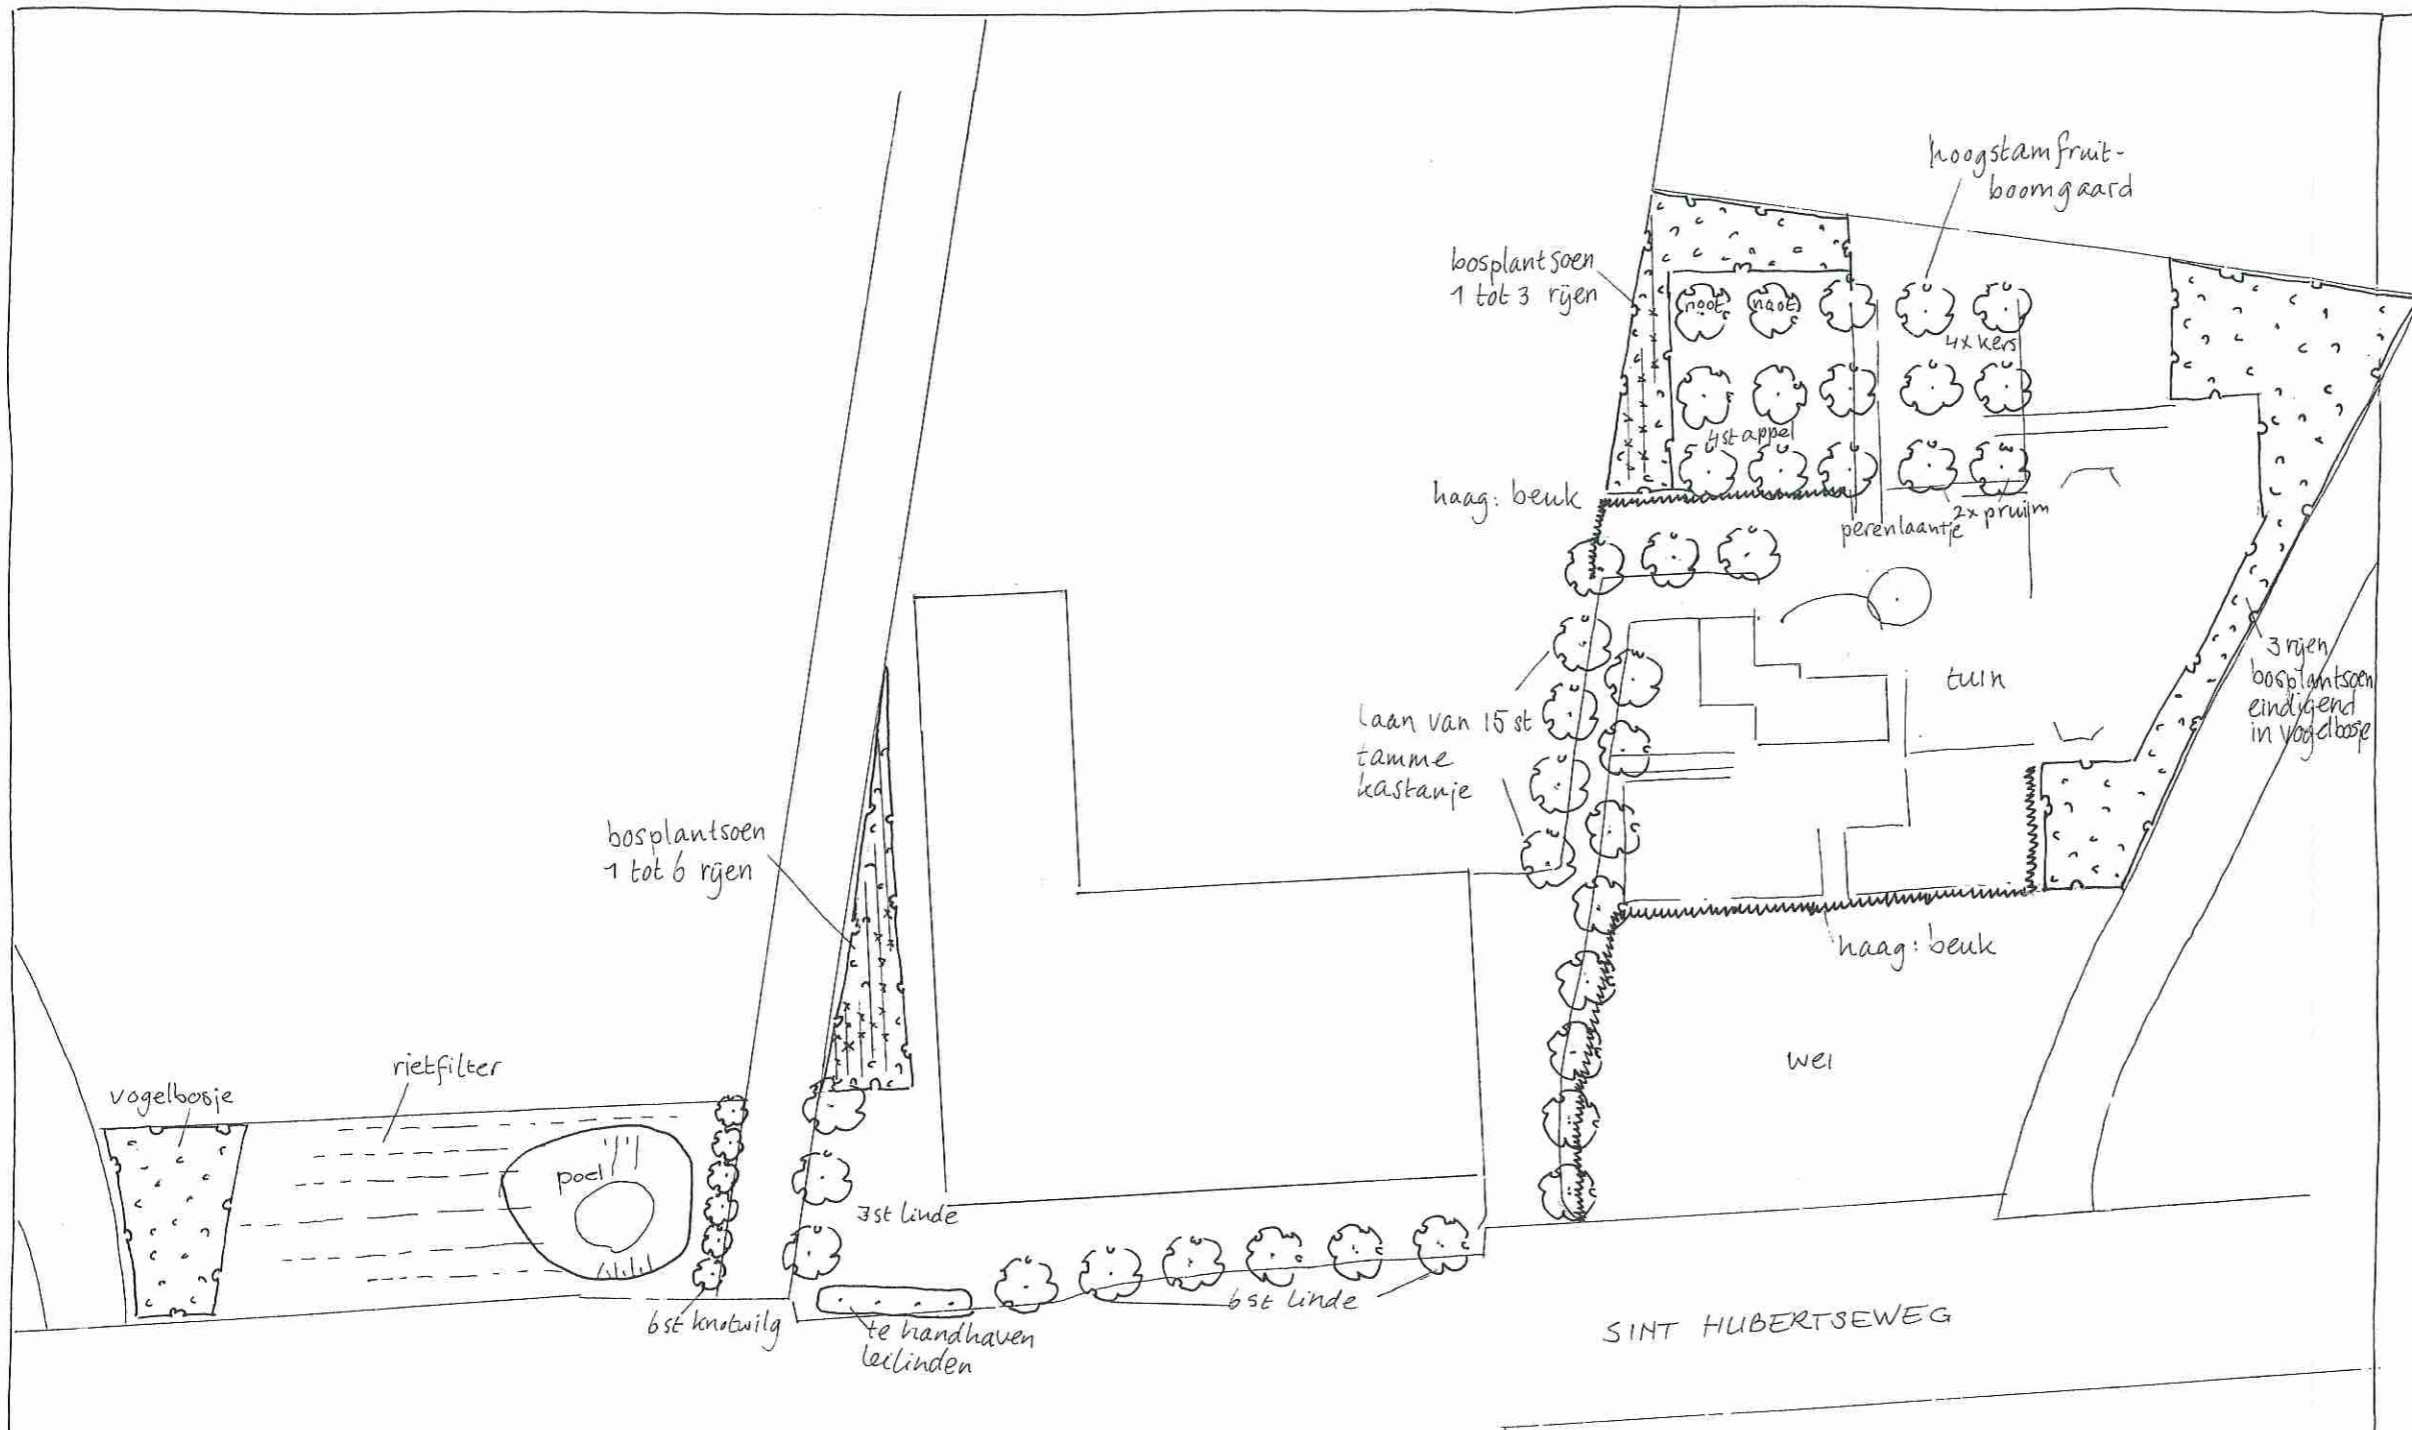 hoogstamfruit-
boomgaard
bosplantsoen
1 tot 3 rijen
noot
noot
4x kers
4st appel
haag: beuk
perenlaantje
2x pruim
3 rijen
bosplantsoen
eindigend
in vogelbosje
tuin
laan van 15 st
tamme
kastanje
bosplantsoen
1 tot 6 rijen
haag: beuk
wei
rietfilter
vogelbosje
poel
3st linde
6st linde
6st knotwilg
te handhaven
leilinden
SINT HUBERTSEWEG